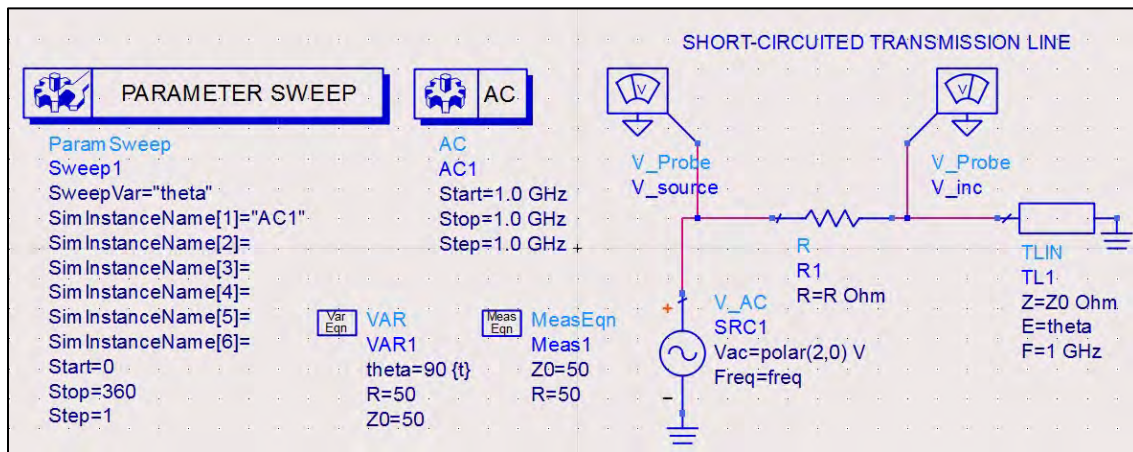 SHORT-CIRCUITED TRANSMISSION LINE
PARAMETER SWEEP
AC
V
V
ParamSweep
Sweep1
SweepVar="theta"
SimInstanceName[1]="AC1"
SimInstanceName[2]=
SimInstanceName[3]=
SimInstanceName[4]=
SimInstanceName[5]=
SimInstanceName[6]=
Start=0
Stop=360
Step=1
AC
AC1
Start=1.0 GHz
Stop=1.0 GHz
Step=1.0 GHz
Var
Eqn
VAR
VAR1
theta=90 {t}
R=50
Z0=50
Meas
Eqn
MeasEqn
Meas1
Z0=50
R=50
V_Probe
V_source
V_Probe
V_inc
R
R1
R=R Ohm
TLIN
TL1
Z=Z0 Ohm
E=theta
F=1 GHz
+
V_AC
SRC1
Vac=polar(2,0) V
Freq=freq
-